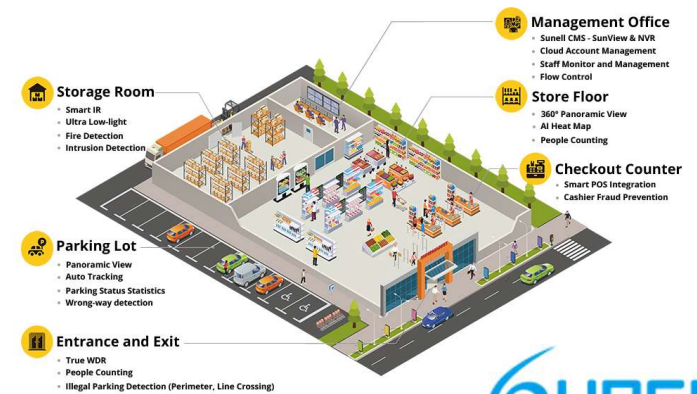 Management Office
Sunell CMS - SunView & NVR
Cloud Account Management
Staff Monitor and Management
Flow Control
Storage Room
Smart IR
Ultra Low-light
Fire Detection
Intrusion Detection
Store Floor
360° Panoramic View
AI Heat Map
People Counting
Checkout Counter
Smart POS Integration
Cashier Fraud Prevention
Parking Lot
Panoramic View
Auto Tracking
Parking Status Statistics
Wrong-way detection
Entrance and Exit
True WDR
People Counting
Illegal Parking Detection (Perimeter, Line Crossing)